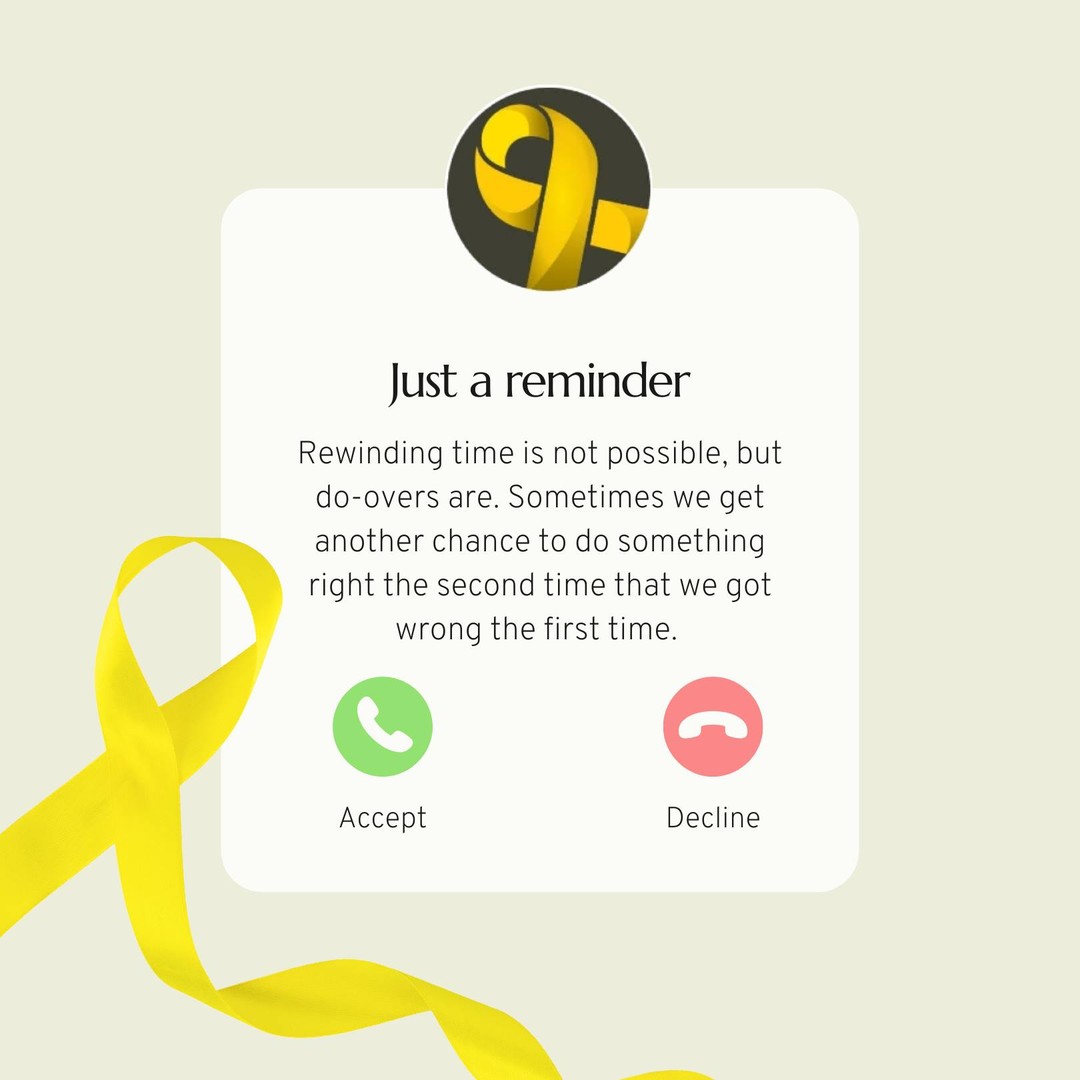 Just a reminder
Rewinding time is not possible, but
do-overs are. Sometimes we get
another chance to do something
right the second time that we got
wrong the first time.
Accept
Decline